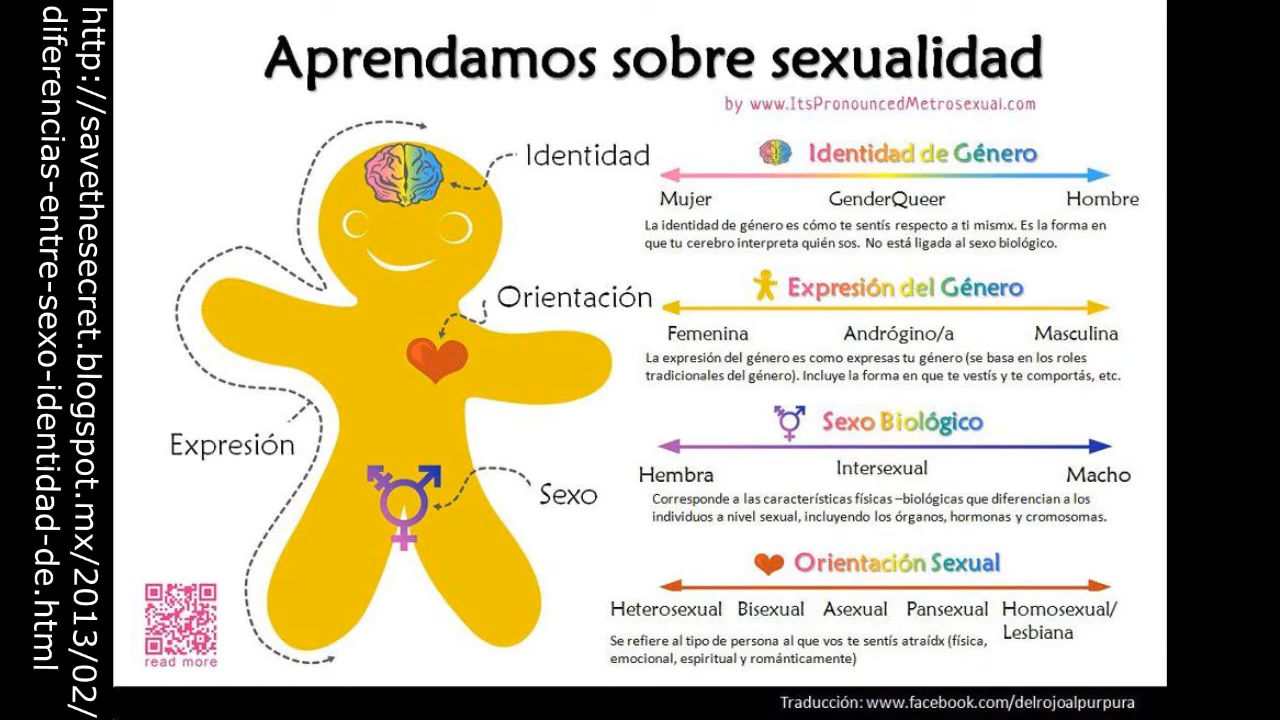 http://savethesecret.blogspot.mx/2013/02/
diferencias-entre-sexo-identidad-de.html
Aprendamos sobre sexualidad
by www.ItsPronouncedMetrosexual.com
Identidad
Orientación
Expresión
Sexo
read more
Identidad de Género
Mujer GenderQueer Hombre
La identidad de género es cómo te sentís respecto a ti mismx. Es la forma en
que tu cerebro interpreta quién sos. No está ligada al sexo biológico.
Expresión del Género
Femenina Andrógino/a Masculina
La expresión del género es como expresas tu género (se basa en los roles
tradicionales del género). Incluye la forma en que te vestís y te comportás, etc.
Sexo Biológico
Hembra Intersexual Macho
Corresponde a las características físicas –biológicas que diferencian a los
individuos a nivel sexual, incluyendo los órganos, hormonas y cromosomas.
Orientación Sexual
Heterosexual Bisexual Asexual Pansexual Homosexual/
Lesbiana
Se refiere al tipo de persona al que vos te sentís atraídx (física,
emocional, espiritual y románticamente)
Traducción: www.facebook.com/delrojoalpurpura